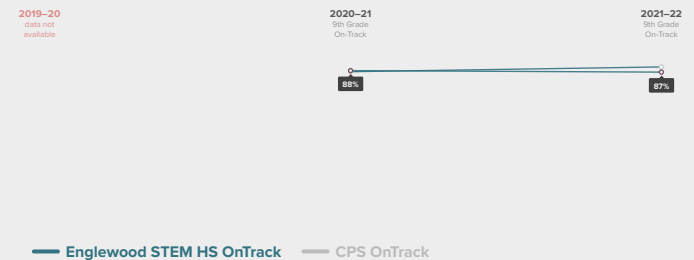 2019–20
data not
available
2020–21
9th Grade
On-Track
2021–22
9th Grade
On-Track
88%
87%
Englewood STEM HS OnTrack
CPS OnTrack